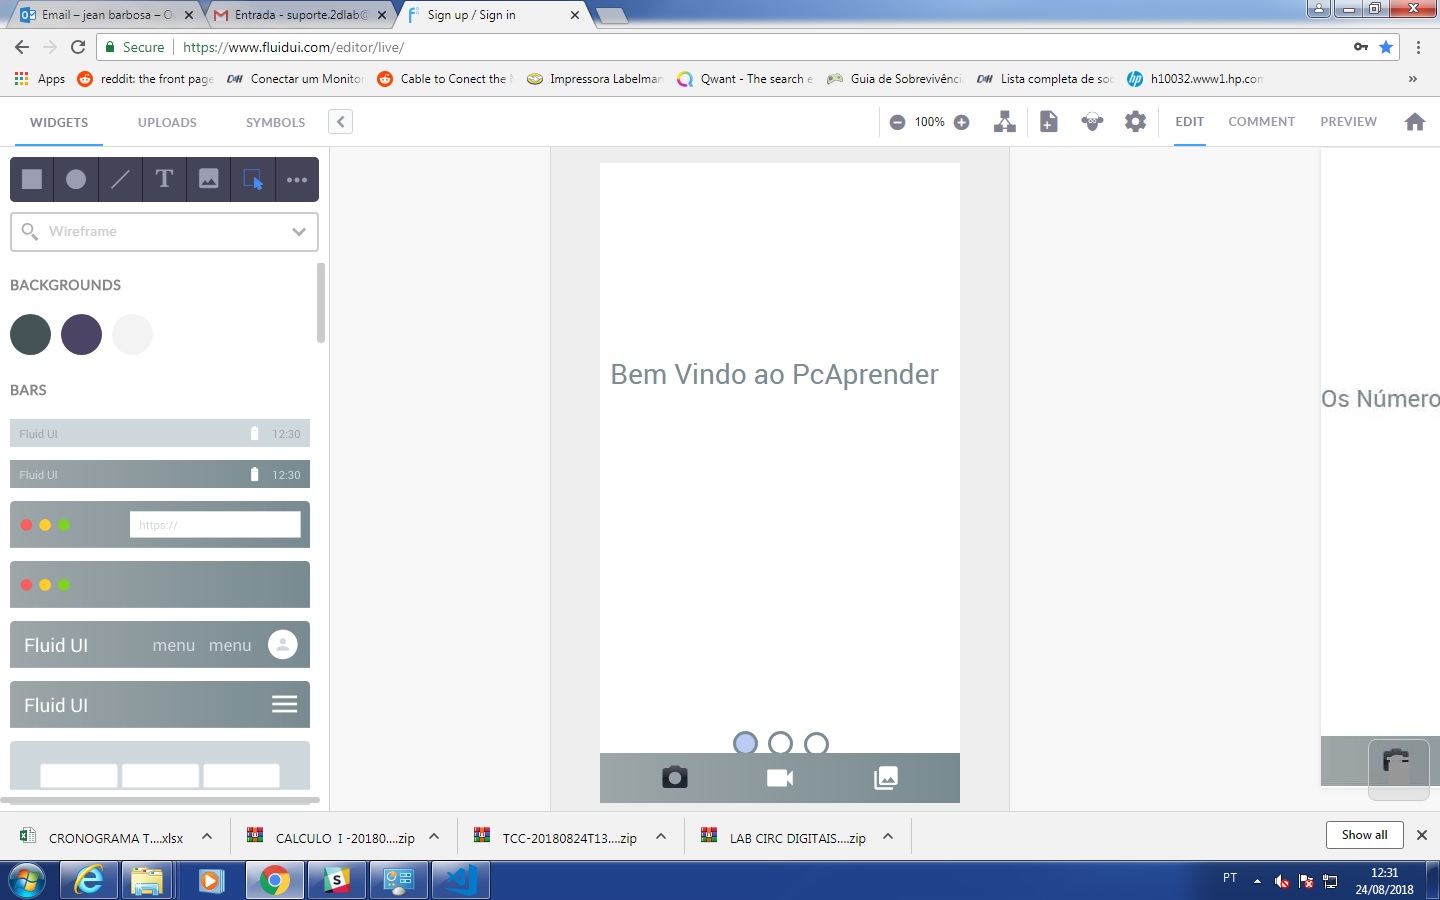 Email – jean barbosa – Ou
Entrada - suporte.2dlab@
Sign up / Sign in
Secure
https://www.fluidui.com/editor/live/
Apps
reddit: the front page
Conectar um Monitor
Cable to Conect the
Impressora Labelman
Qwant - The search e
Guia de Sobrevivência
Lista completa de soc
h10032.www1.hp.con
WIDGETS
UPLOADS
SYMBOLS
100%
EDIT
COMMENT
PREVIEW
T
Wireframe
BACKGROUNDS
BARS
Fluid UI
12:30
Fluid UI
12:30
https://
Fluid UI
menu
menu
Fluid UI
Bem Vindo ao PcAprender
Os Número
CRONOGRAMA T....xlsx
CALCULO I -20180....zip
TCC-20180824T13....zip
LAB CIRC DIGITAIS....zip
Show all
PT
12:31
24/08/2018